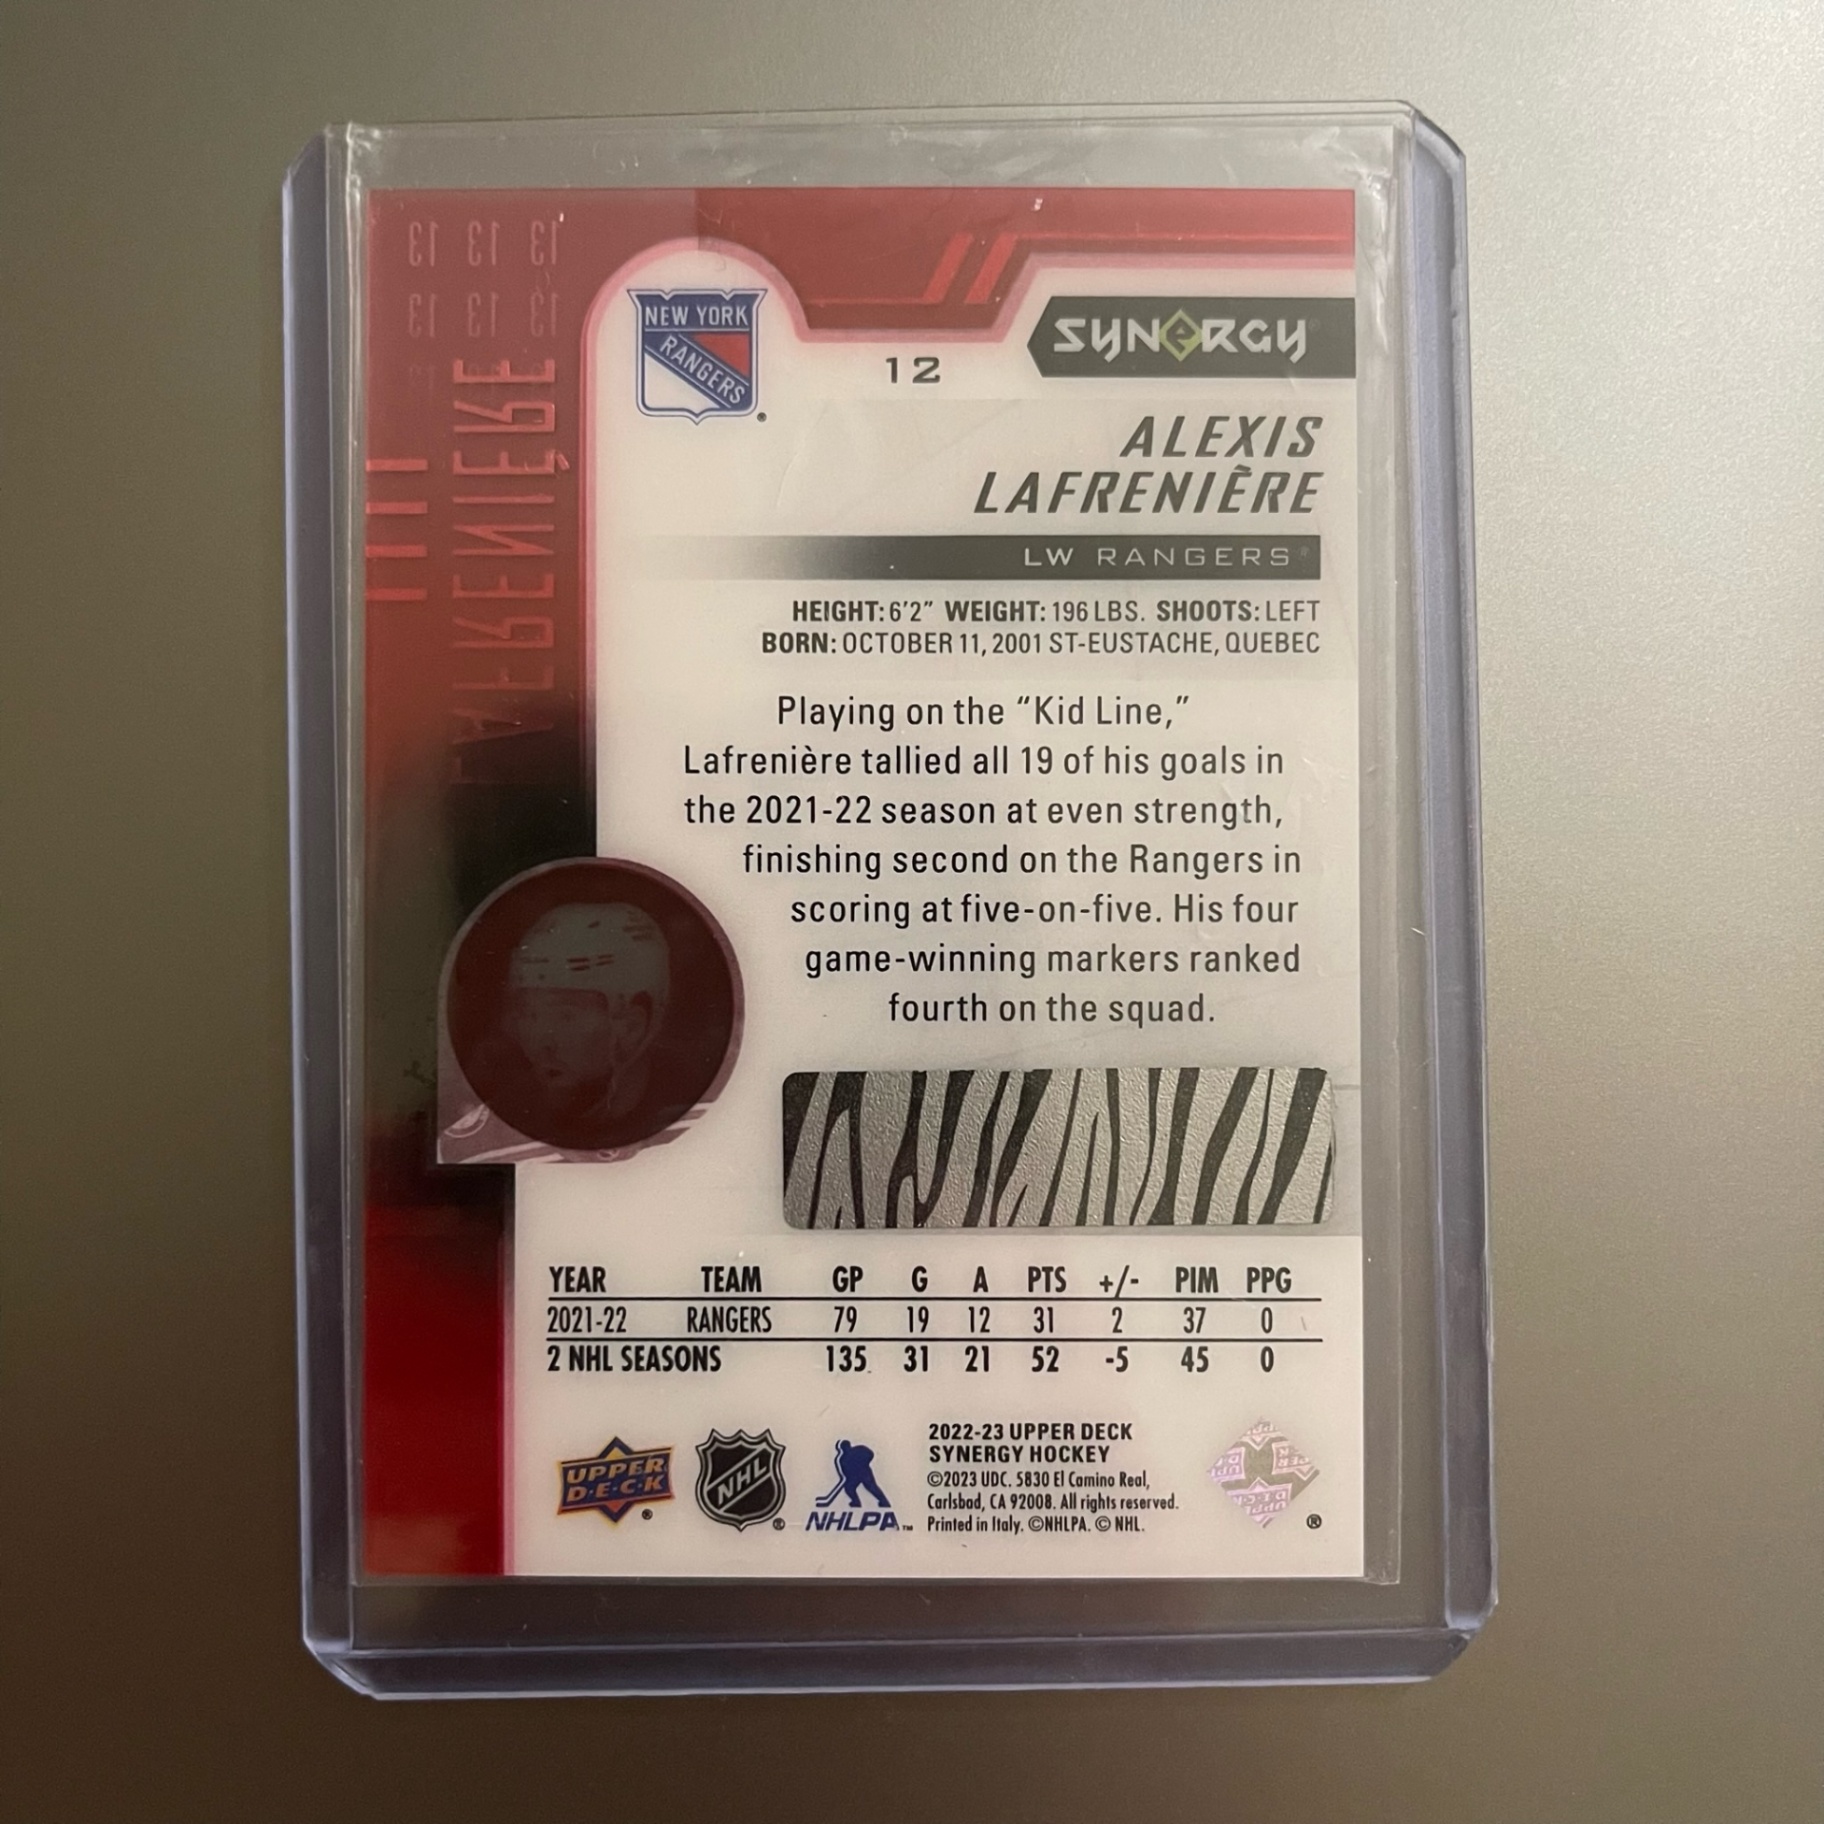 13 13 13
13 13 13
LAFRENIÈRE
NEW YORK
RANGERS
®
12
SYNERGY
ALEXIS
LAFRENIÈRE
LW RANGERS®
HEIGHT: 6'2” WEIGHT: 196 LBS. SHOOTS: LEFT
BORN: OCTOBER 11, 2001 ST-EUSTACHE, QUEBEC
Playing on the “Kid Line,”
Lafrenière tallied all 19 of his goals in
the 2021-22 season at even strength,
finishing second on the Rangers in
scoring at five-on-five. His four
game-winning markers ranked
fourth on the squad.
YEAR TEAM GP G A PTS +/- PIM PPG
2021-22 RANGERS 79 19 12 31 2 37 0
2 NHL SEASONS 135 31 21 52 -5 45 0
UPPER
D·E·C·K
®
NHL
®
NHLPA™
2022-23 UPPER DECK
SYNERGY HOCKEY
©2023 UDC. 5830 El Camino Real,
Carlsbad, CA 92008. All rights reserved.
Printed in Italy. ©NHLPA. © NHL.
®